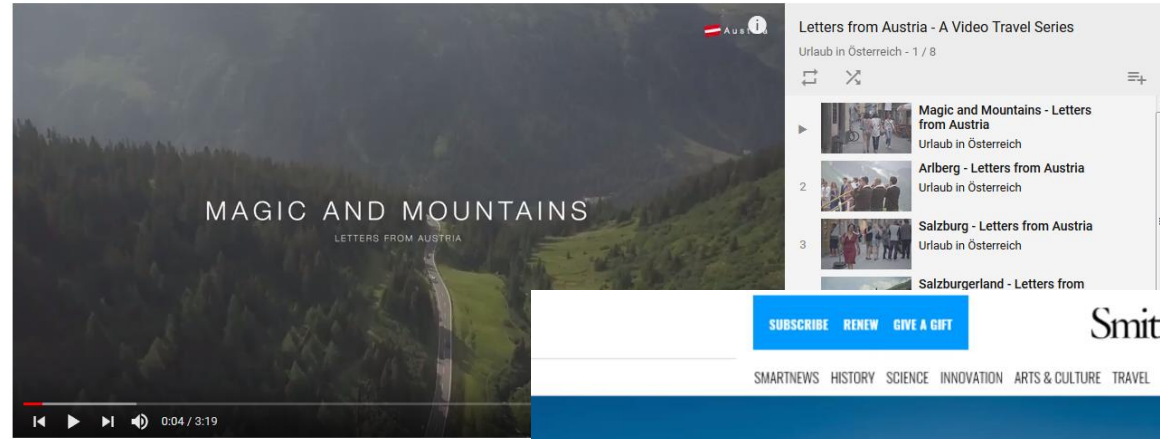 Letters from Austria - A Video Travel Series
Urlaub in Österreich - 1 / 8
Magic and Mountains - Letters
from Austria
Urlaub in Österreich
2
Arlberg - Letters from Austria
Urlaub in Österreich
3
Salzburg - Letters from Austria
Urlaub in Österreich
Salzburgerland - Letters from
MAGIC AND MOUNTAINS
LETTERS FROM AUSTRIA
0:04 / 3:19
SUBSCRIBE RENEW GIVE A GIFT
Smit
SMARTNEWS HISTORY SCIENCE INNOVATION ARTS & CULTURE TRAVEL